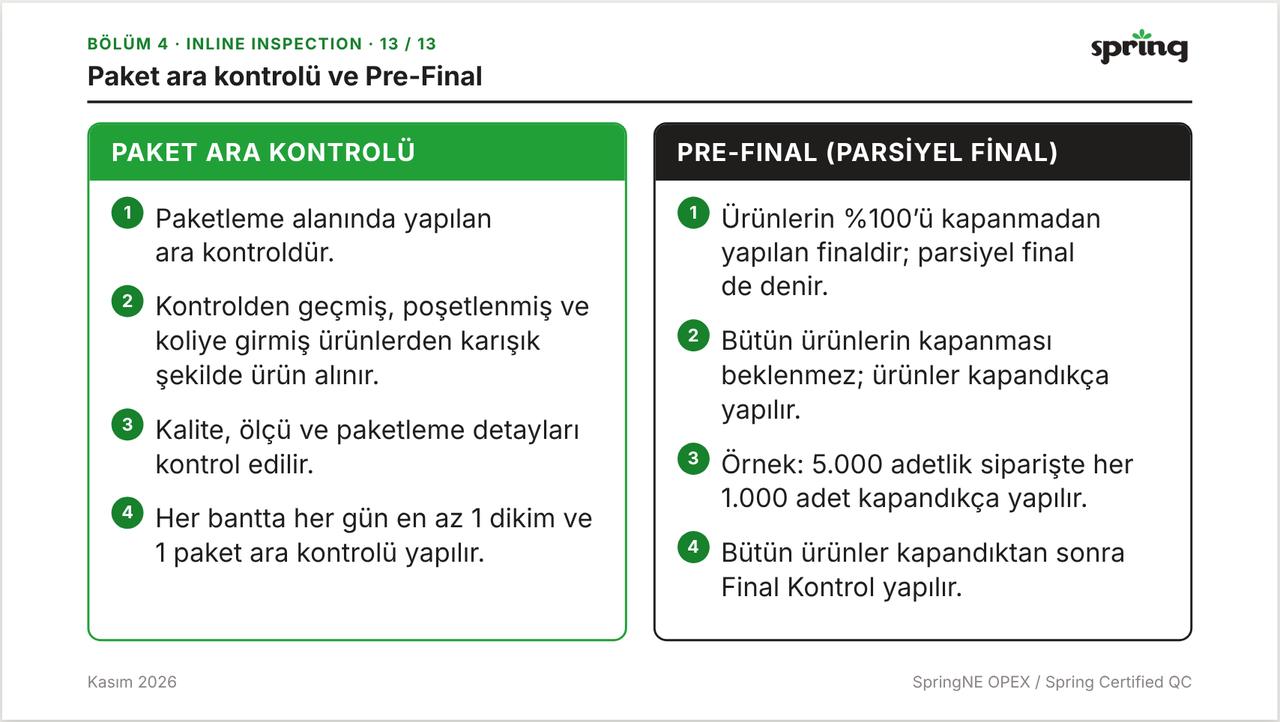 BÖLÜM 4 · INLINE INSPECTION · 13 / 13
Paket ara kontrolü ve Pre-Final
spring
PAKET ARA KONTROLÜ
1 Paketleme alanında yapılan
ara kontroldür.
2 Kontrolden geçmiş, poşetlenmiş ve
koliye girmiş ürünlerden karışık
şekilde ürün alınır.
3 Kalite, ölçü ve paketleme detayları
kontrol edilir.
4 Her bantta her gün en az 1 dikim ve
1 paket ara kontrolü yapılır.
PRE-FINAL (PARSİYEL FİNAL)
1 Ürünlerin %100’ü kapanmadan
yapılan finaldir; parsiyel final
de denir.
2 Bütün ürünlerin kapanması
beklenmez; ürünler kapandıkça
yapılır.
3 Örnek: 5.000 adetlik siparişte her
1.000 adet kapandıkça yapılır.
4 Bütün ürünler kapandıktan sonra
Final Kontrol yapılır.
Kasım 2026
SpringNE OPEX / Spring Certified QC